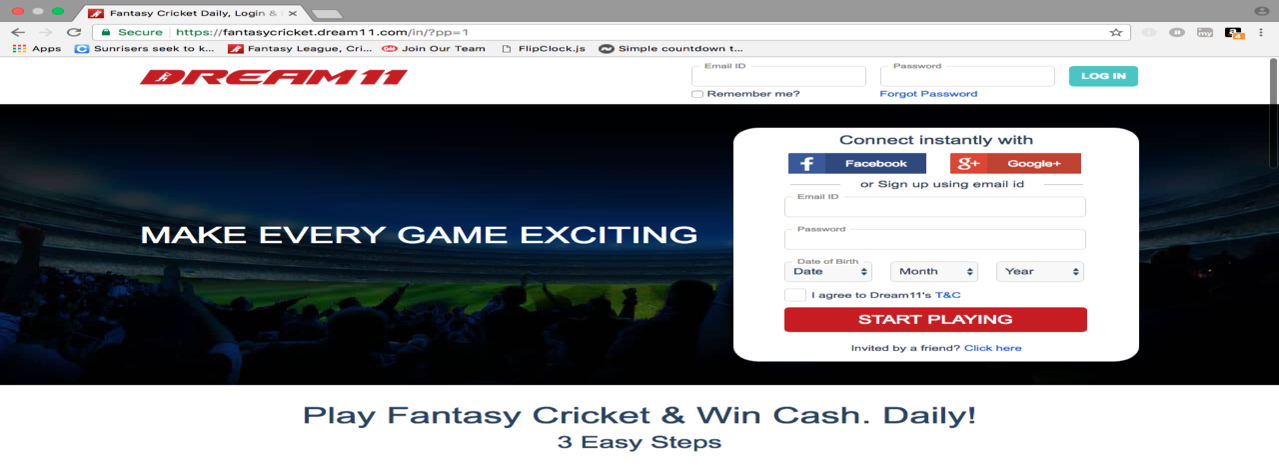 Fantasy Cricket Daily, Login &
Secure https://fantasycricket.dream11.com/in/?pp=1
Apps Sunrisers seek to k... Fantasy League, Cri... Join Our Team FlipClock.js Simple countdown t...
DREAM11
Email ID Password
LOG IN
Remember me? Forgot Password
Connect instantly with
f Facebook g+ Google+
or Sign up using email id
Email ID
MAKE EVERY GAME EXCITING
Password
Date of Birth
Date Month Year
I agree to Dream11's T&C
START PLAYING
Invited by a friend? Click here
Play Fantasy Cricket & Win Cash. Daily!
3 Easy Steps